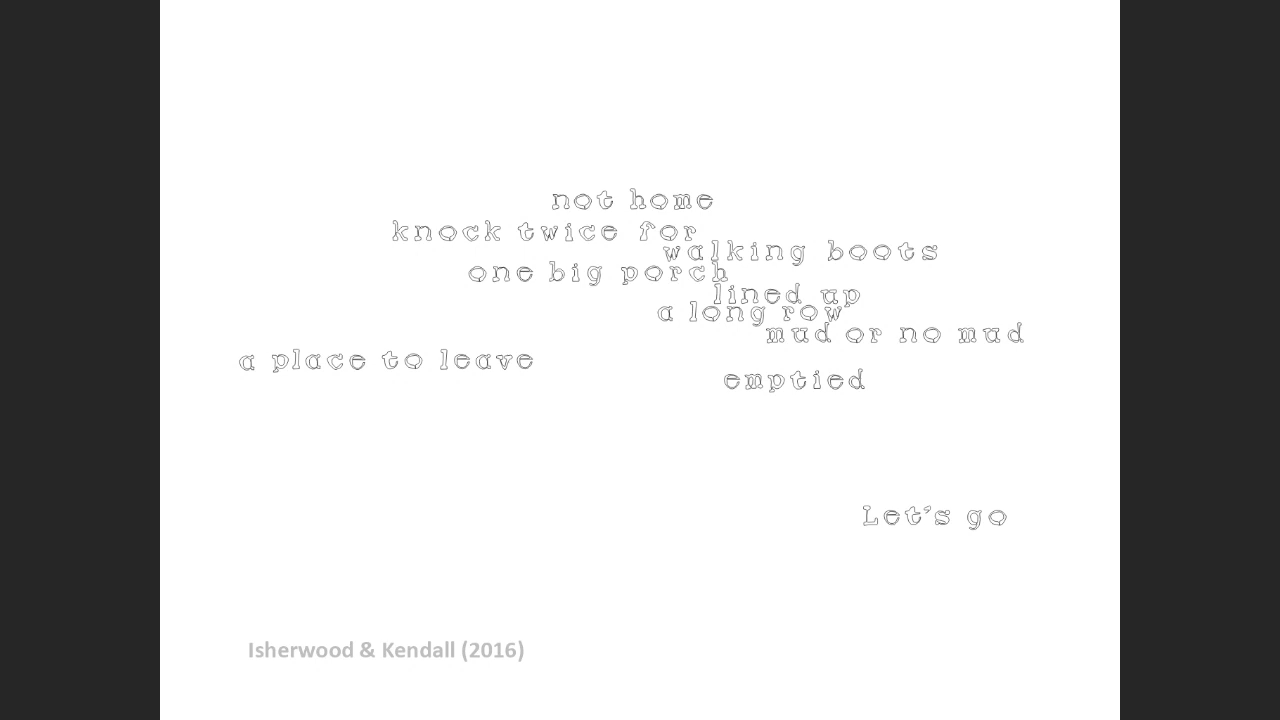 not home
knock twice for
walking boots
one big porch
lined up
a long row
mud or no mud
a place to leave
emptied
Let's go
Isherwood & Kendall (2016)